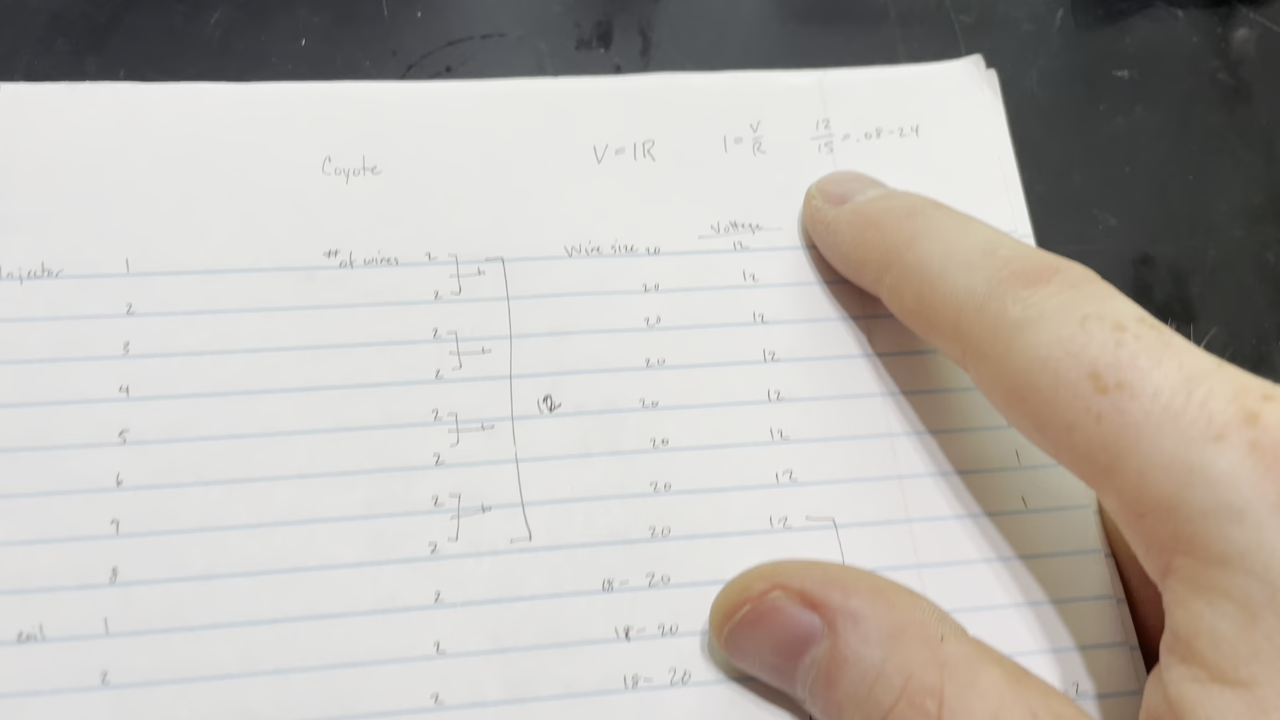 Coyote V=IR I=V/R 12/15=.08-24
Injector 1 # of wires 2 Wire size 20 Voltage 12
2 2 20 12
3 2 20 12
4 2 20 12
5 2 12 20 12
6 2 20 12
7 2 20 12
8 2 20 12
coil 1 2 18-20
2 2 18-20
2 18-20